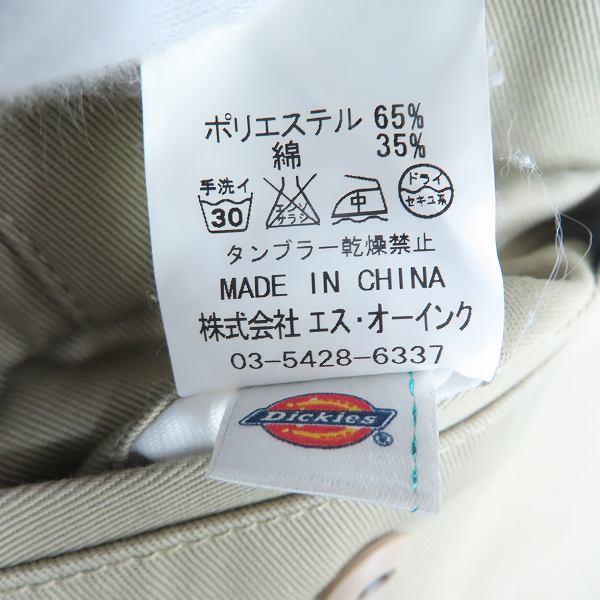 ポリエステル 65%
綿 35%
手洗イ 30 エンソサラシ 中 ドライ セキユ系
タンブラー乾燥禁止
MADE IN CHINA
株式会社 エス・オーインク
03-5428-6337
Dickies ®